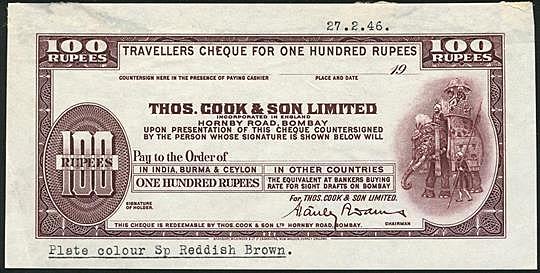 27.2.46.
100 RUPEES
TRAVELLERS CHEQUE FOR ONE HUNDRED RUPEES
100 RUPEES
19
COUNTERSIGN HERE IN THE PRESENCE OF PAYING CASHIER
PLACE AND DATE
THOS. COOK & SON LIMITED
INCORPORATED IN ENGLAND
HORNBY ROAD, BOMBAY
UPON PRESENTATION OF THIS CHEQUE COUNTERSIGNED
BY THE PERSON WHOSE SIGNATURE IS SHOWN BELOW WILL
100
RUPEES
Pay to the Order of
IN INDIA, BURMA & CEYLON
IN OTHER COUNTRIES
ONE HUNDRED RUPEES
THE EQUIVALENT AT BANKERS BUYING
RATE FOR SIGHT DRAFTS ON BOMBAY
SIGNATURE
OF HOLDER.
For, THOS. COOK & SON LIMITED.
CHAIRMAN
THIS CHEQUE IS REDEEMABLE BY THOS. COOK & SON LTD HORNBY ROAD, BOMBAY.
Plate colour Sp Reddish Brown.